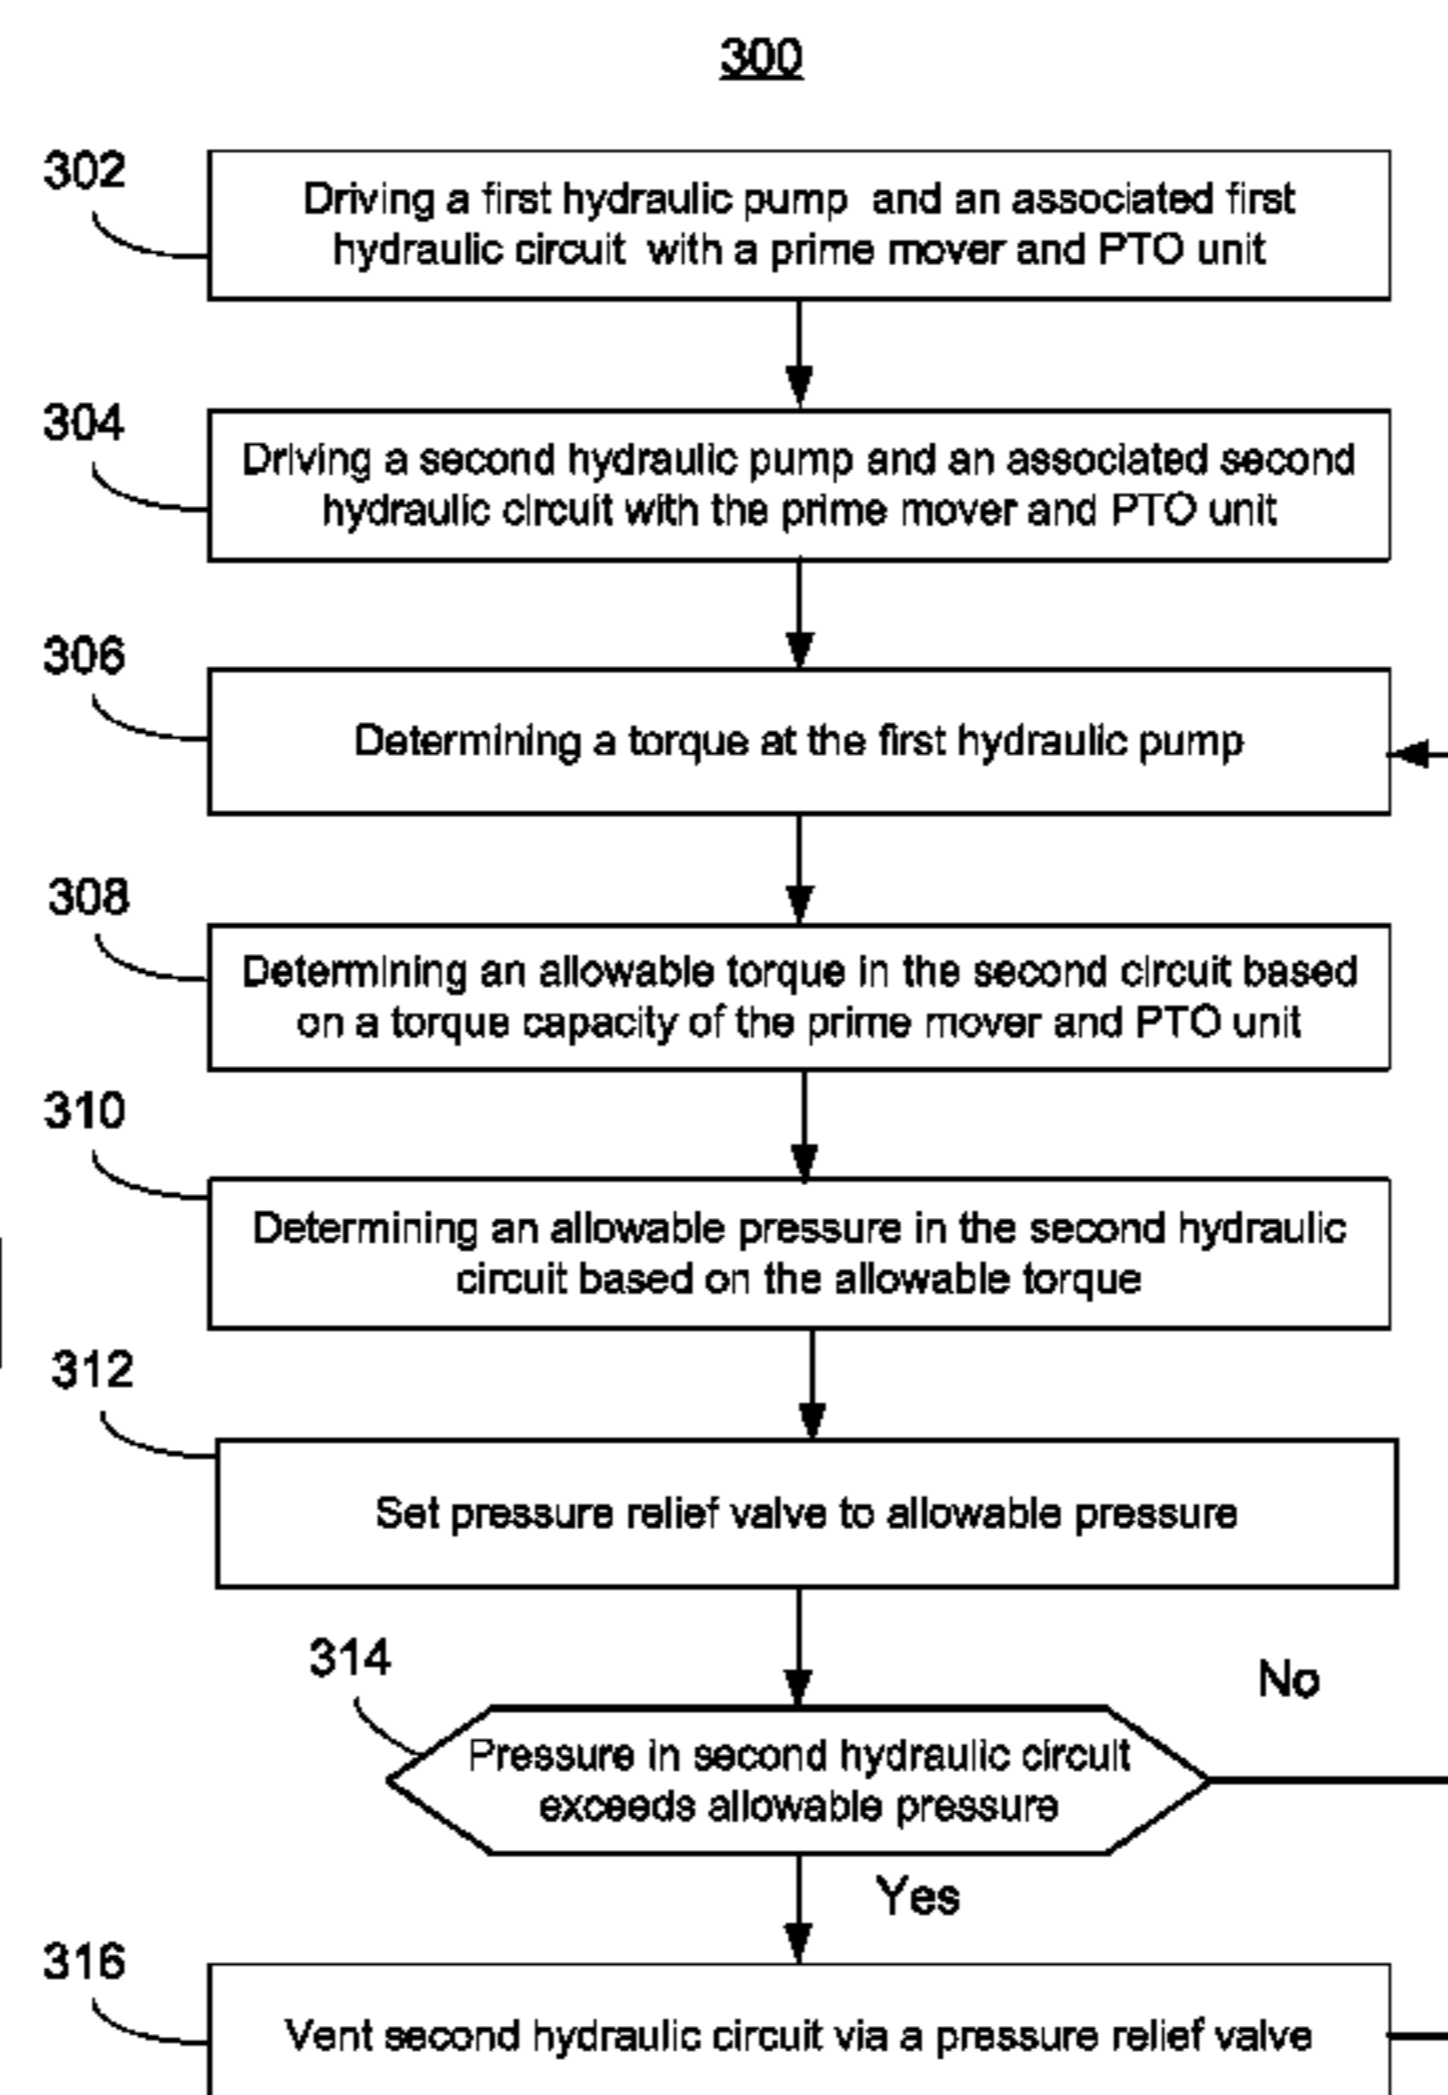 300
302
Driving a first hydraulic pump and an associated first
hydraulic circuit with a prime mover and PTO unit
304
Driving a second hydraulic pump and an associated second
hydraulic circuit with the prime mover and PTO unit
306
Determining a torque at the first hydraulic pump
308
Determining an allowable torque in the second circuit based
on a torque capacity of the prime mover and PTO unit
310
Determining an allowable pressure in the second hydraulic
circuit based on the allowable torque
312
Set pressure relief valve to allowable pressure
314
No
Pressure in second hydraulic circuit
exceeds allowable pressure
Yes
316
Vent second hydraulic circuit via a pressure relief valve